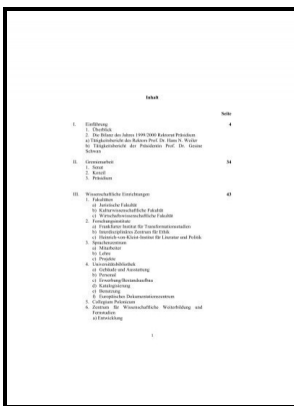 Inhalt
Seite
I. Einführung 4
1. Überblick
2. Die Bilanz des Jahres 1999/2000 Rektorat Präsidium
a) Tätigkeitsbericht des Rektors Prof. Dr. Hans N. Weiler
b) Tätigkeitsbericht der Präsidentin Prof. Dr. Gesine
Schwan
II. Gremienarbeit 34
1. Senat
2. Konzil
3. Präsidium
III. Wissenschaftliche Einrichtungen 43
1. Fakultäten
a) Juristische Fakultät
b) Kulturwissenschaftliche Fakultät
c) Wirtschaftswissenschaftliche Fakultät
2. Forschungsinstitute
a) Frankfurter Institut für Transformationsstudien
b) Interdisziplinäres Zentrum für Ethik
c) Heinrich-von-Kleist-Institut für Literatur und Politik
3. Sprachenzentrum
a) Mitarbeiter
b) Lehre
c) Projekte
4. Universitätsbibliothek
a) Gebäude und Ausstattung
b) Personal
c) Erwerbung/Bestandsaufbau
d) Katalogisierung
e) Benutzung
f) Europäisches Dokumentationszentrum
5. Collegium Polonicum
6. Zentrum für Wissenschaftliche Weiterbildung und
Fernstudien
a) Entwicklung
1